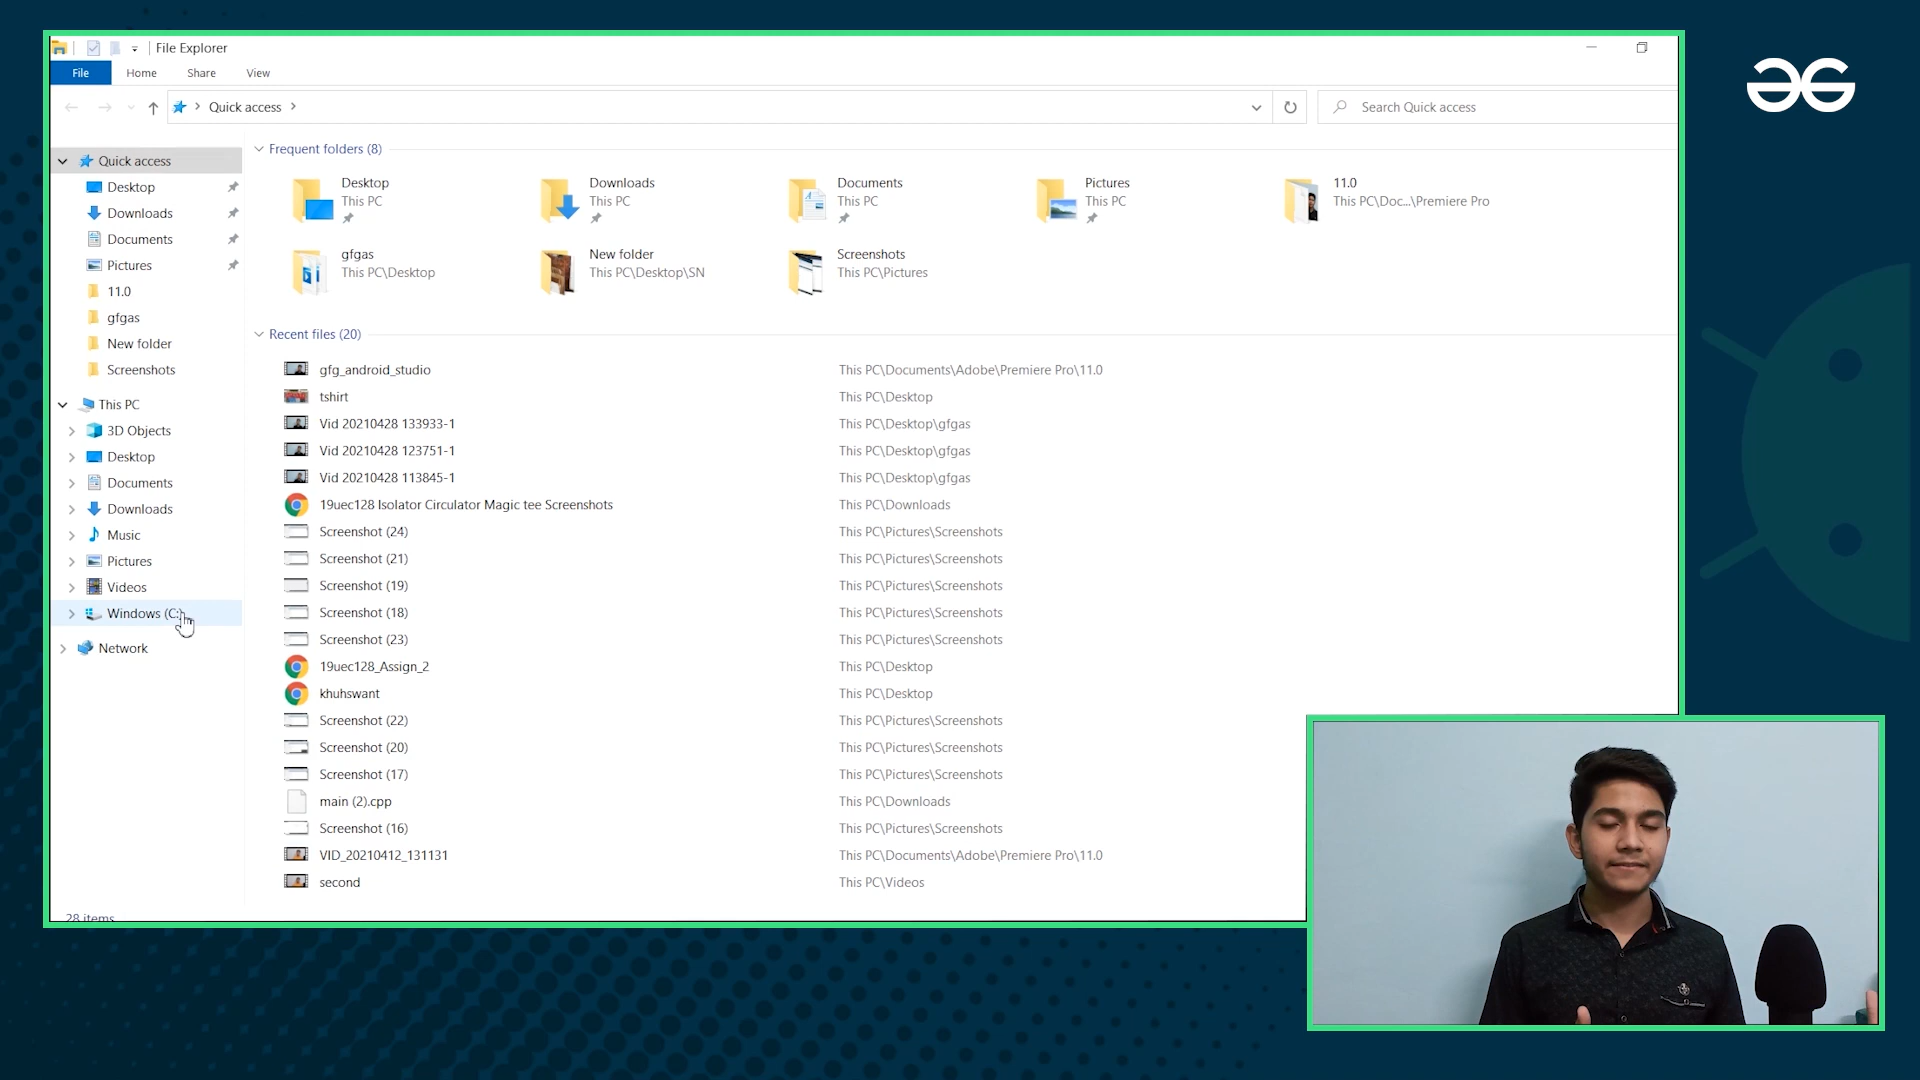 File Explorer
File Home Share View
Quick access
Search Quick access
Quick access
Desktop
Downloads
Documents
Pictures
11.0
gfgas
New folder
Screenshots
This PC
3D Objects
Desktop
Documents
Downloads
Music
Pictures
Videos
Windows (C:)
Network
Frequent folders (8)
Desktop
This PC
Downloads
This PC
Documents
This PC
Pictures
This PC
11.0
This PC\Doc...\Premiere Pro
gfgas
This PC\Desktop
New folder
This PC\Desktop\SN
Screenshots
This PC\Pictures
Recent files (20)
gfg_android_studio This PC\Documents\Adobe\Premiere Pro\11.0
tshirt This PC\Desktop
Vid 20210428 133933-1 This PC\Desktop\gfgas
Vid 20210428 123751-1 This PC\Desktop\gfgas
Vid 20210428 113845-1 This PC\Desktop\gfgas
19uec128 Isolator Circulator Magic tee Screenshots This PC\Downloads
Screenshot (24) This PC\Pictures\Screenshots
Screenshot (21) This PC\Pictures\Screenshots
Screenshot (19) This PC\Pictures\Screenshots
Screenshot (18) This PC\Pictures\Screenshots
Screenshot (23) This PC\Pictures\Screenshots
19uec128_Assign_2 This PC\Desktop
khuhswant This PC\Desktop
Screenshot (22) This PC\Pictures\Screenshots
Screenshot (20) This PC\Pictures\Screenshots
Screenshot (17) This PC\Pictures\Screenshots
main (2).cpp This PC\Downloads
Screenshot (16) This PC\Pictures\Screenshots
VID_20210412_131131 This PC\Documents\Adobe\Premiere Pro\11.0
second This PC\Videos
28 items